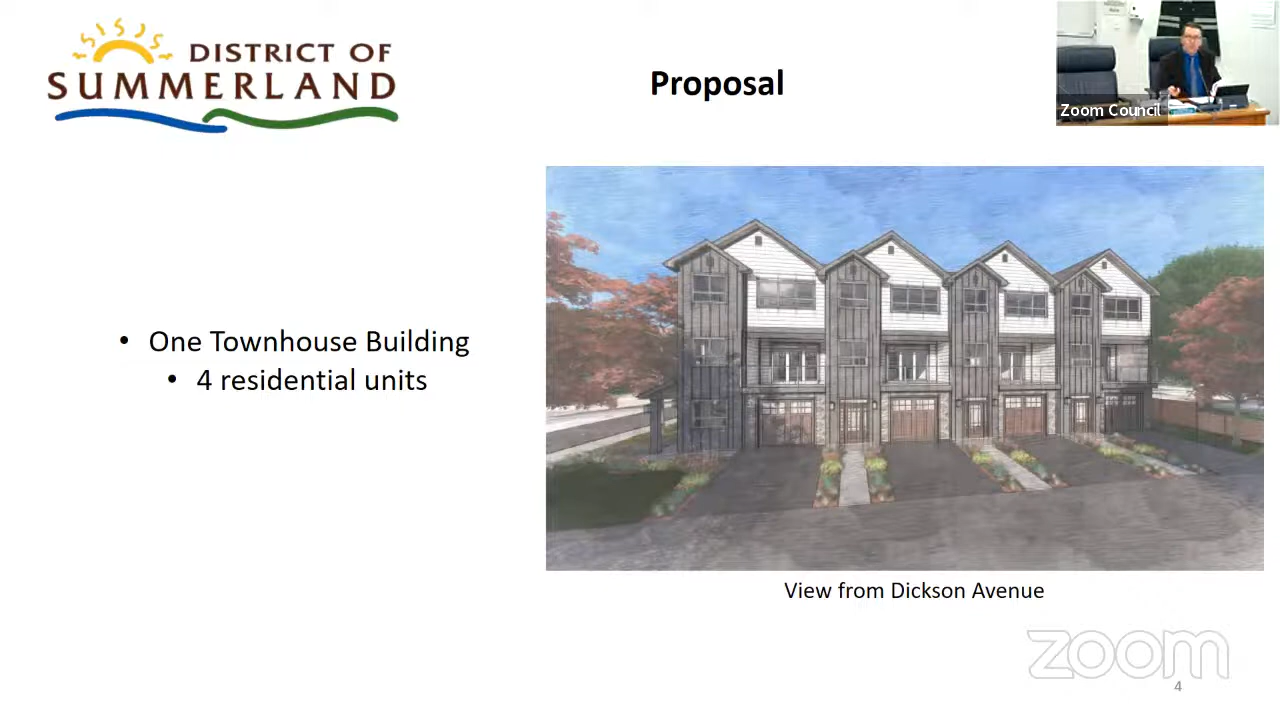 DISTRICT OF
SUMMERLAND
Proposal
Zoom Council
• One Townhouse Building
• 4 residential units
View from Dickson Avenue
zoom
4